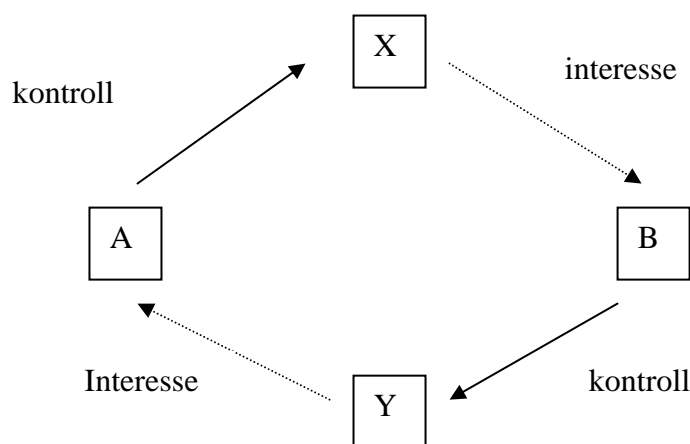 X
interesse
kontroll
A
B
Interesse
Y
kontroll